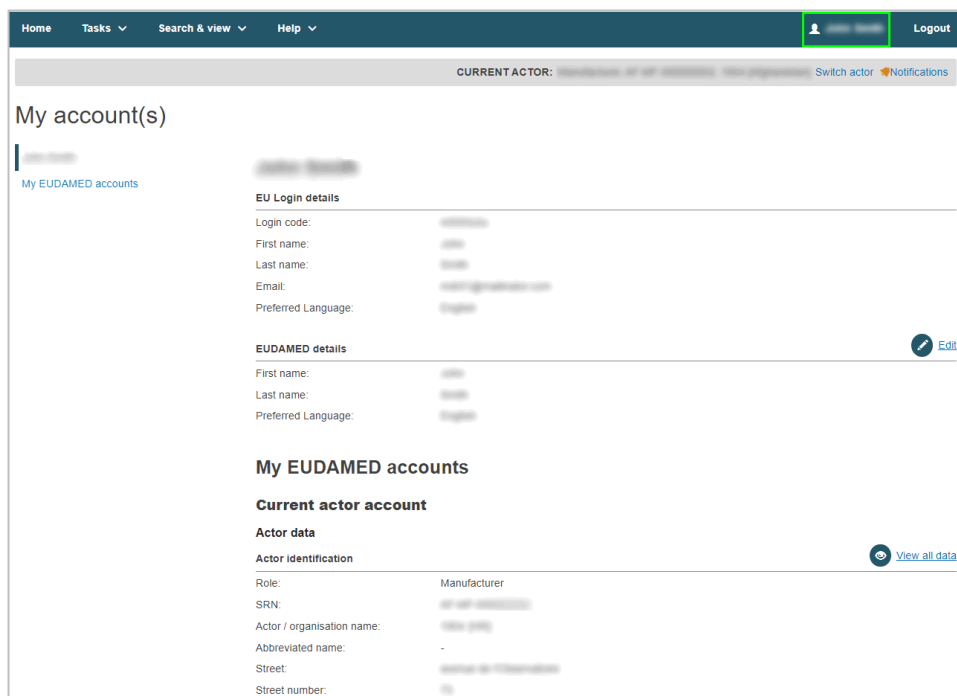 Home Tasks Search & view Help Logout
CURRENT ACTOR: Switch actor Notifications
My account(s)
My EUDAMED accounts
EU Login details
Login code:
First name:
Last name:
Email:
Preferred Language:
EUDAMED details Edit
First name:
Last name:
Preferred Language:
My EUDAMED accounts
Current actor account
Actor data
Actor identification View all data
Role: Manufacturer
SRN:
Actor / organisation name:
Abbreviated name: -
Street:
Street number: